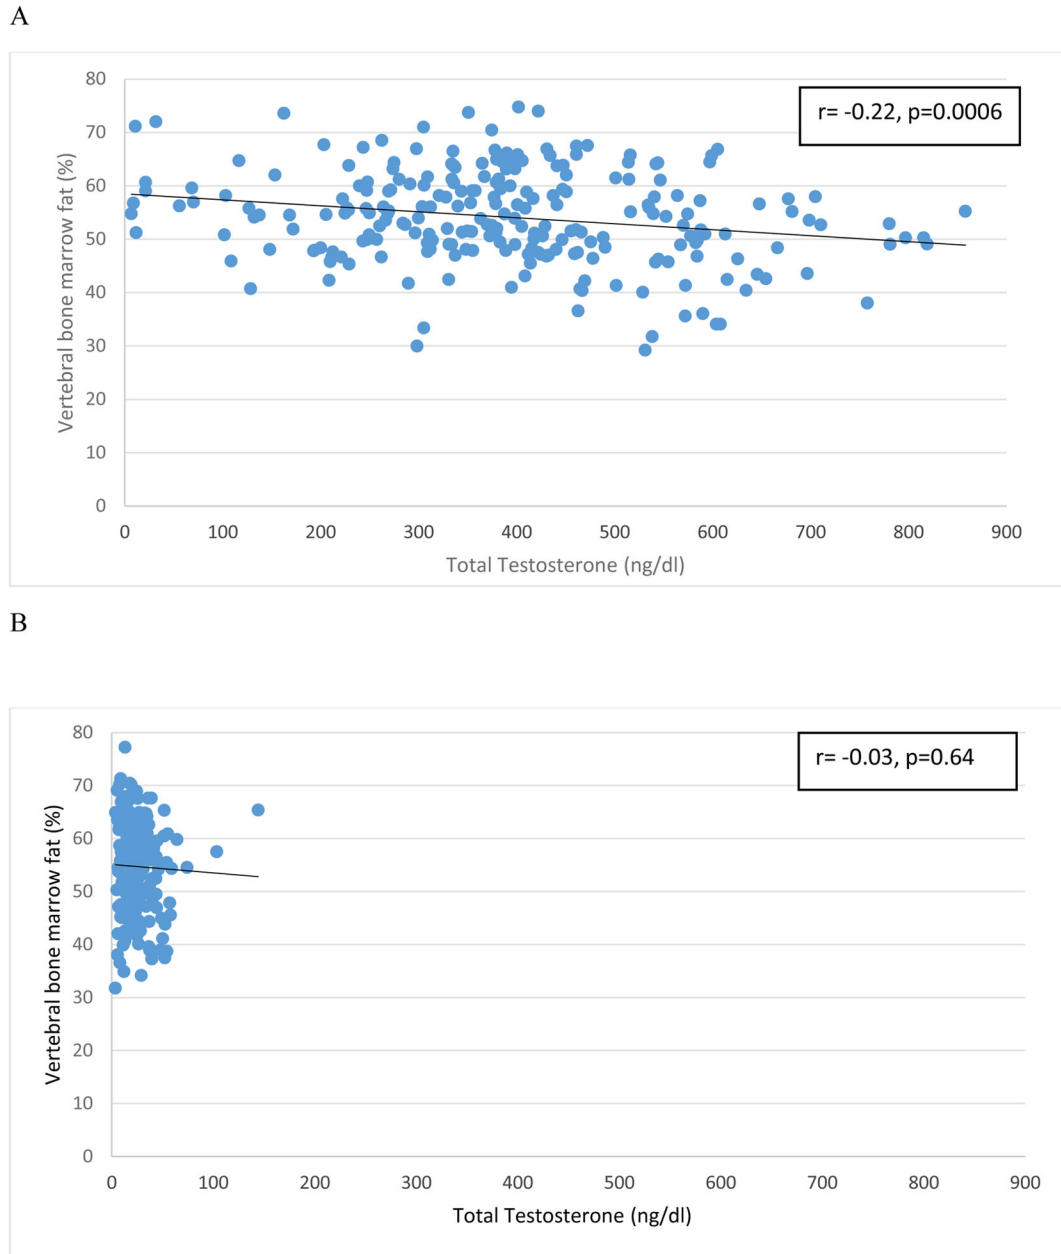 A
80
70
60
50
40
30
20
10
0
Vertebral bone marrow fat (%)
r= -0.22, p=0.0006
0 100 200 300 400 500 600 700 800 900
Total Testosterone (ng/dl)
B
80
70
60
50
40
30
20
10
0
Vertebral bone marrow fat (%)
r= -0.03, p=0.64
0 100 200 300 400 500 600 700 800 900
Total Testosterone (ng/dl)